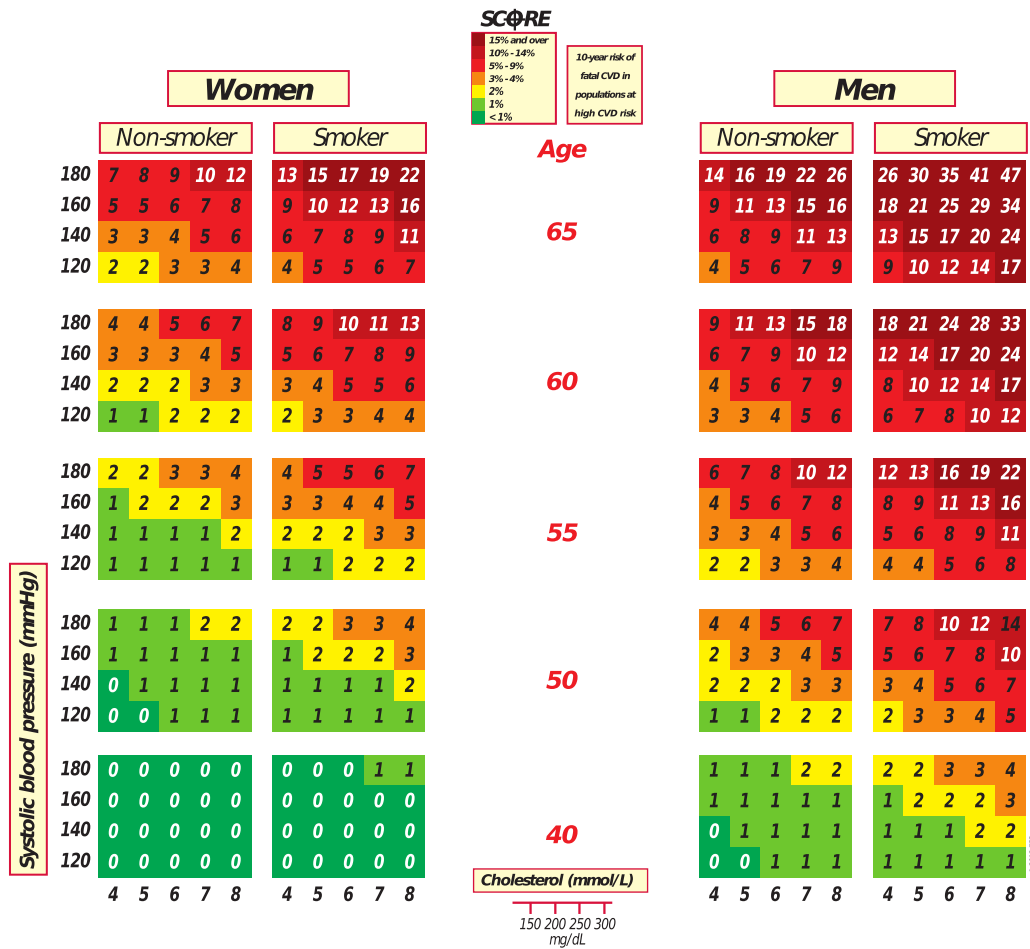 SCORE
15% and over
10% - 14%
5% - 9%
3% - 4%
2%
1%
< 1%
10-year risk of
fatal CVD in
populations at
high CVD risk
Women
Men
Non-smoker Smoker Age Non-smoker Smoker
180 7 8 9 10 12 13 15 17 19 22 14 16 19 22 26 26 30 35 41 47
160 5 5 6 7 8 9 10 12 13 16 9 11 13 15 16 18 21 25 29 34
65
140 3 3 4 5 6 6 7 8 9 11 6 8 9 11 13 13 15 17 20 24
120 2 2 3 3 4 4 5 5 6 7 4 5 6 7 9 9 10 12 14 17
180 4 4 5 6 7 8 9 10 11 13 9 11 13 15 18 18 21 24 28 33
160 3 3 3 4 5 5 6 7 8 9 6 7 9 10 12 12 14 17 20 24
60
140 2 2 2 3 3 3 4 5 5 6 4 5 6 7 9 8 10 12 14 17
120 1 1 2 2 2 2 3 3 4 4 3 3 4 5 6 6 7 8 10 12
180 2 2 3 3 4 4 5 5 6 7 6 7 8 10 12 12 13 16 19 22
160 1 2 2 2 3 3 3 4 4 5 4 5 6 7 8 8 9 11 13 16
55
140 1 1 1 1 2 2 2 2 3 3 3 3 4 5 6 5 6 8 9 11
120 1 1 1 1 1 1 1 2 2 2 2 2 3 3 4 4 4 5 6 8
180 1 1 1 2 2 2 2 3 3 4 4 4 5 6 7 7 8 10 12 14
160 1 1 1 1 1 1 2 2 2 3 2 3 3 4 5 5 6 7 8 10
50
140 0 1 1 1 1 1 1 1 1 2 2 2 2 3 3 3 4 5 6 7
120 0 0 1 1 1 1 1 1 1 1 1 1 2 2 2 2 3 3 4 5
180 0 0 0 0 0 0 0 0 1 1 1 1 1 2 2 2 2 3 3 4
160 0 0 0 0 0 0 0 0 0 0 1 1 1 1 1 1 2 2 2 3
40
140 0 0 0 0 0 0 0 0 0 0 0 1 1 1 1 1 1 1 2 2
120 0 0 0 0 0 0 0 0 0 0 0 0 1 1 1 1 1 1 1 1
4 5 6 7 8 4 5 6 7 8 4 5 6 7 8 4 5 6 7 8
Systolic blood pressure (mmHg)
Cholesterol (mmol/L)
150 200 250 300
mg/dL